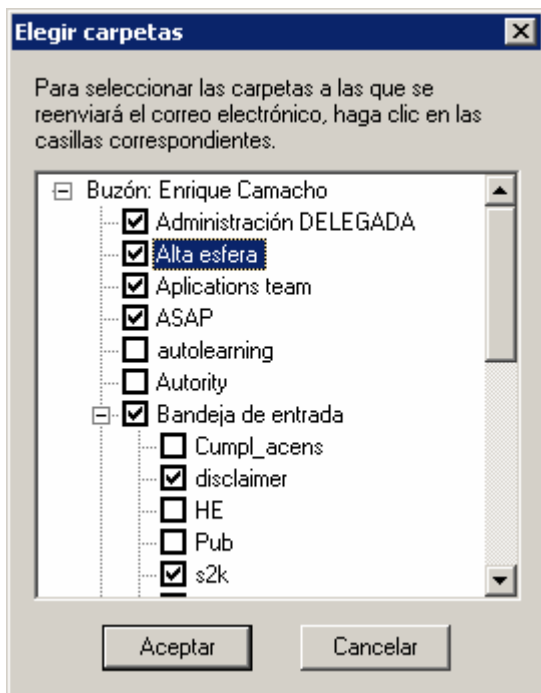 Elegir carpetas
Para seleccionar las carpetas a las que se
reenviará el correo electrónico, haga clic en las
casillas correspondientes.
Buzón: Enrique Camacho
Administración DELEGADA
Alta esfera
Aplications team
ASAP
autolearning
Autority
Bandeja de entrada
Cumpl_acens
disclaimer
HE
Pub
s2k
Aceptar
Cancelar